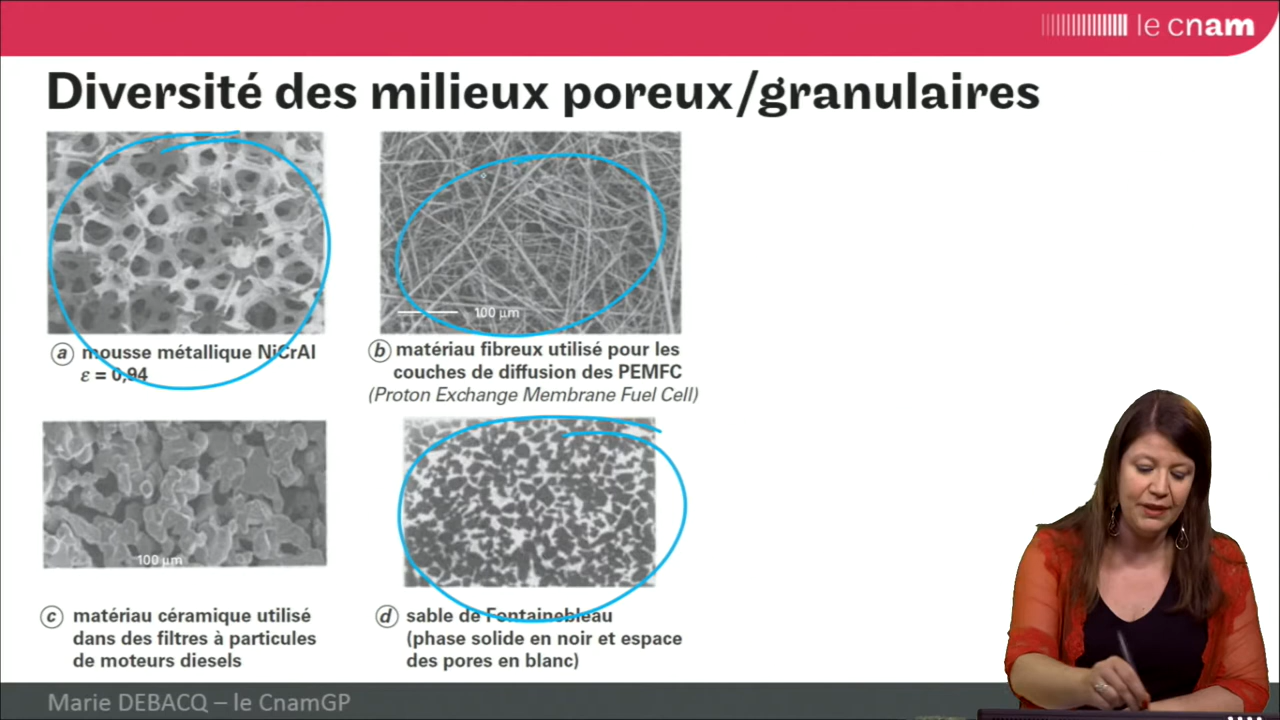 le cnam
Diversité des milieux poreux/granulaires
100 µm
a mousse métallique NiCrAl
ε = 0,94
b matériau fibreux utilisé pour les
couches de diffusion des PEMFC
(Proton Exchange Membrane Fuel Cell)
100 µm
c matériau céramique utilisé
dans des filtres à particules
de moteurs diesels
d sable de Fontainebleau
(phase solide en noir et espace
des pores en blanc)
Marie DEBACQ – le CnamGP